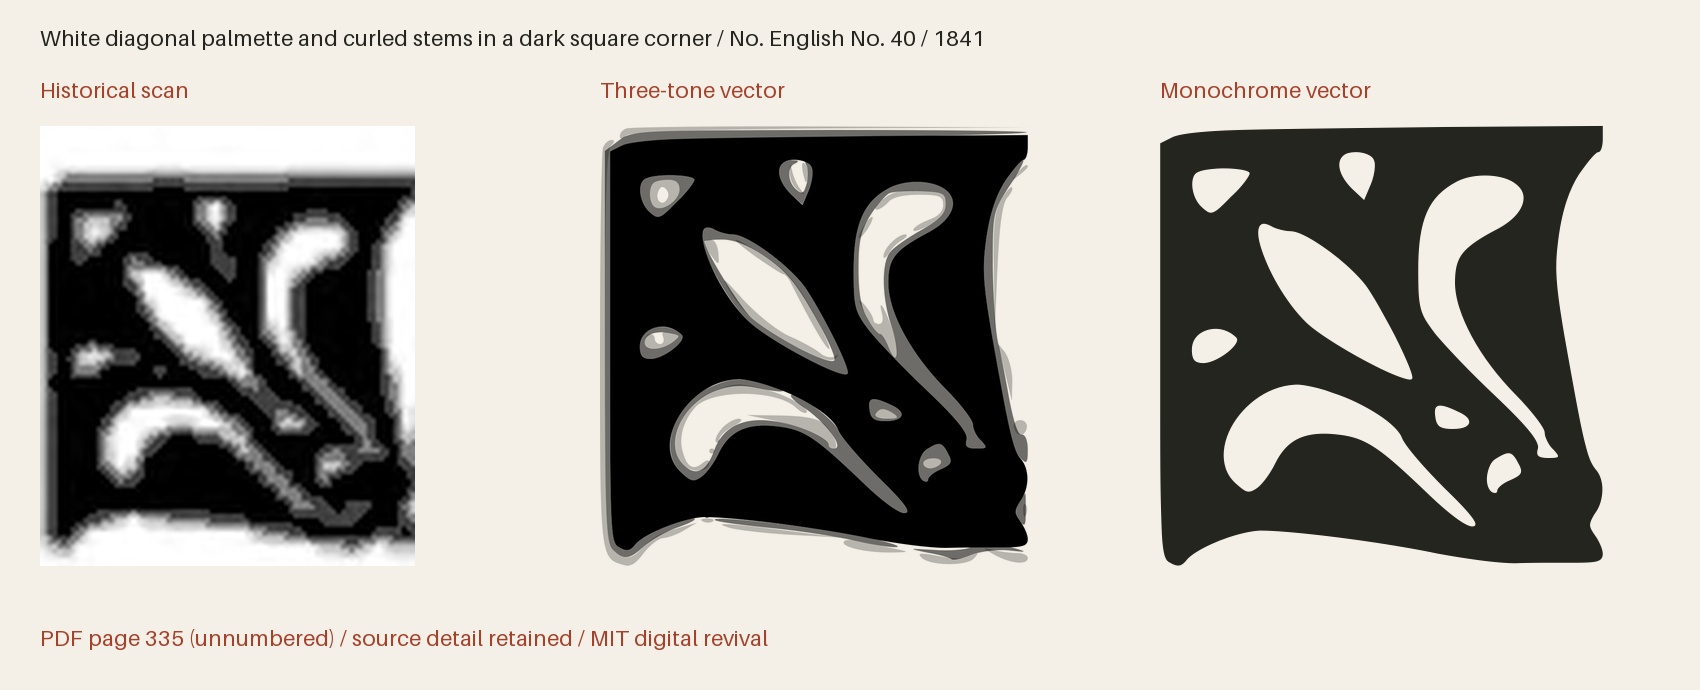 White diagonal palmette and curled stems in a dark square corner / No. English No. 40 / 1841
Historical scan
Three-tone vector
Monochrome vector
PDF page 335 (unnumbered) / source detail retained / MIT digital revival